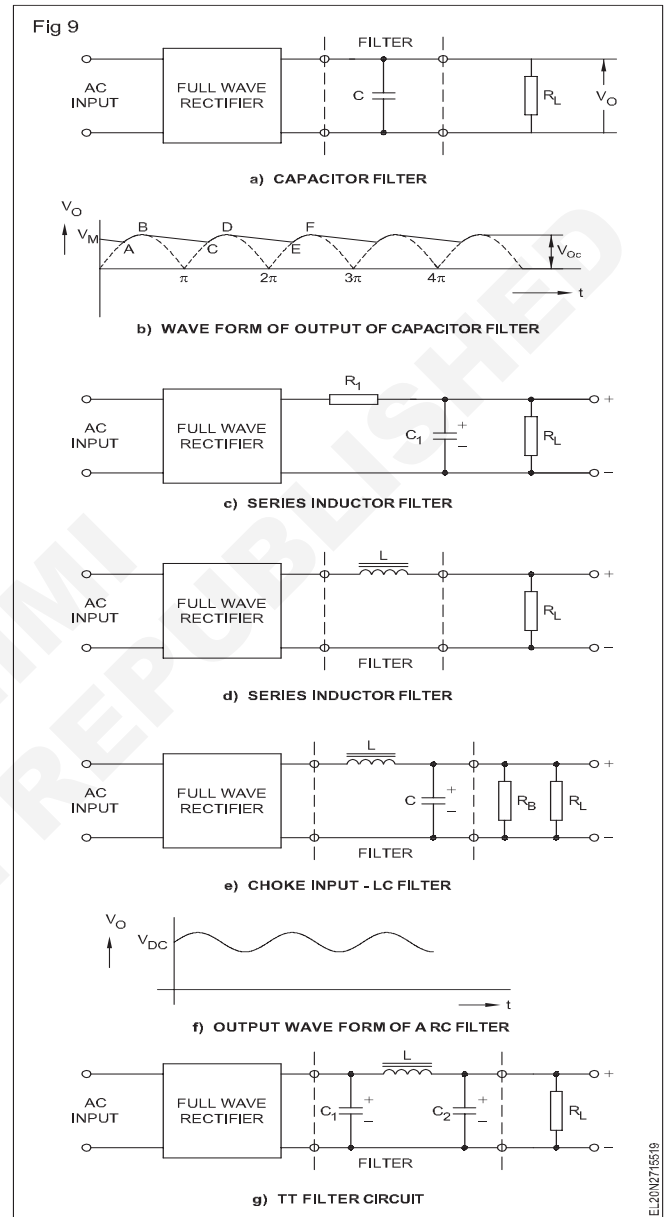 Fig 9
FILTER
AC
INPUT
FULL WAVE
RECTIFIER
C
R_L
V_O
a) CAPACITOR FILTER
V_O
V_M
A B C D E F
V_Oc
π 2π 3π 4π
t
b) WAVE FORM OF OUTPUT OF CAPACITOR FILTER
R_1
AC
INPUT
FULL WAVE
RECTIFIER
C_1
+
−
R_L
+
−
c) SERIES INDUCTOR FILTER
L
AC
INPUT
FULL WAVE
RECTIFIER
R_L
+
−
FILTER
d) SERIES INDUCTOR FILTER
L
AC
INPUT
FULL WAVE
RECTIFIER
C
+
−
R_B
R_L
+
−
FILTER
e) CHOKE INPUT - LC FILTER
V_O
V_DC
t
f) OUTPUT WAVE FORM OF A RC FILTER
L
AC
INPUT
FULL WAVE
RECTIFIER
C_1
+
−
C_2
+
−
R_L
+
−
FILTER
g) TT FILTER CIRCUIT
EL20N2715519
REPUBLISHED